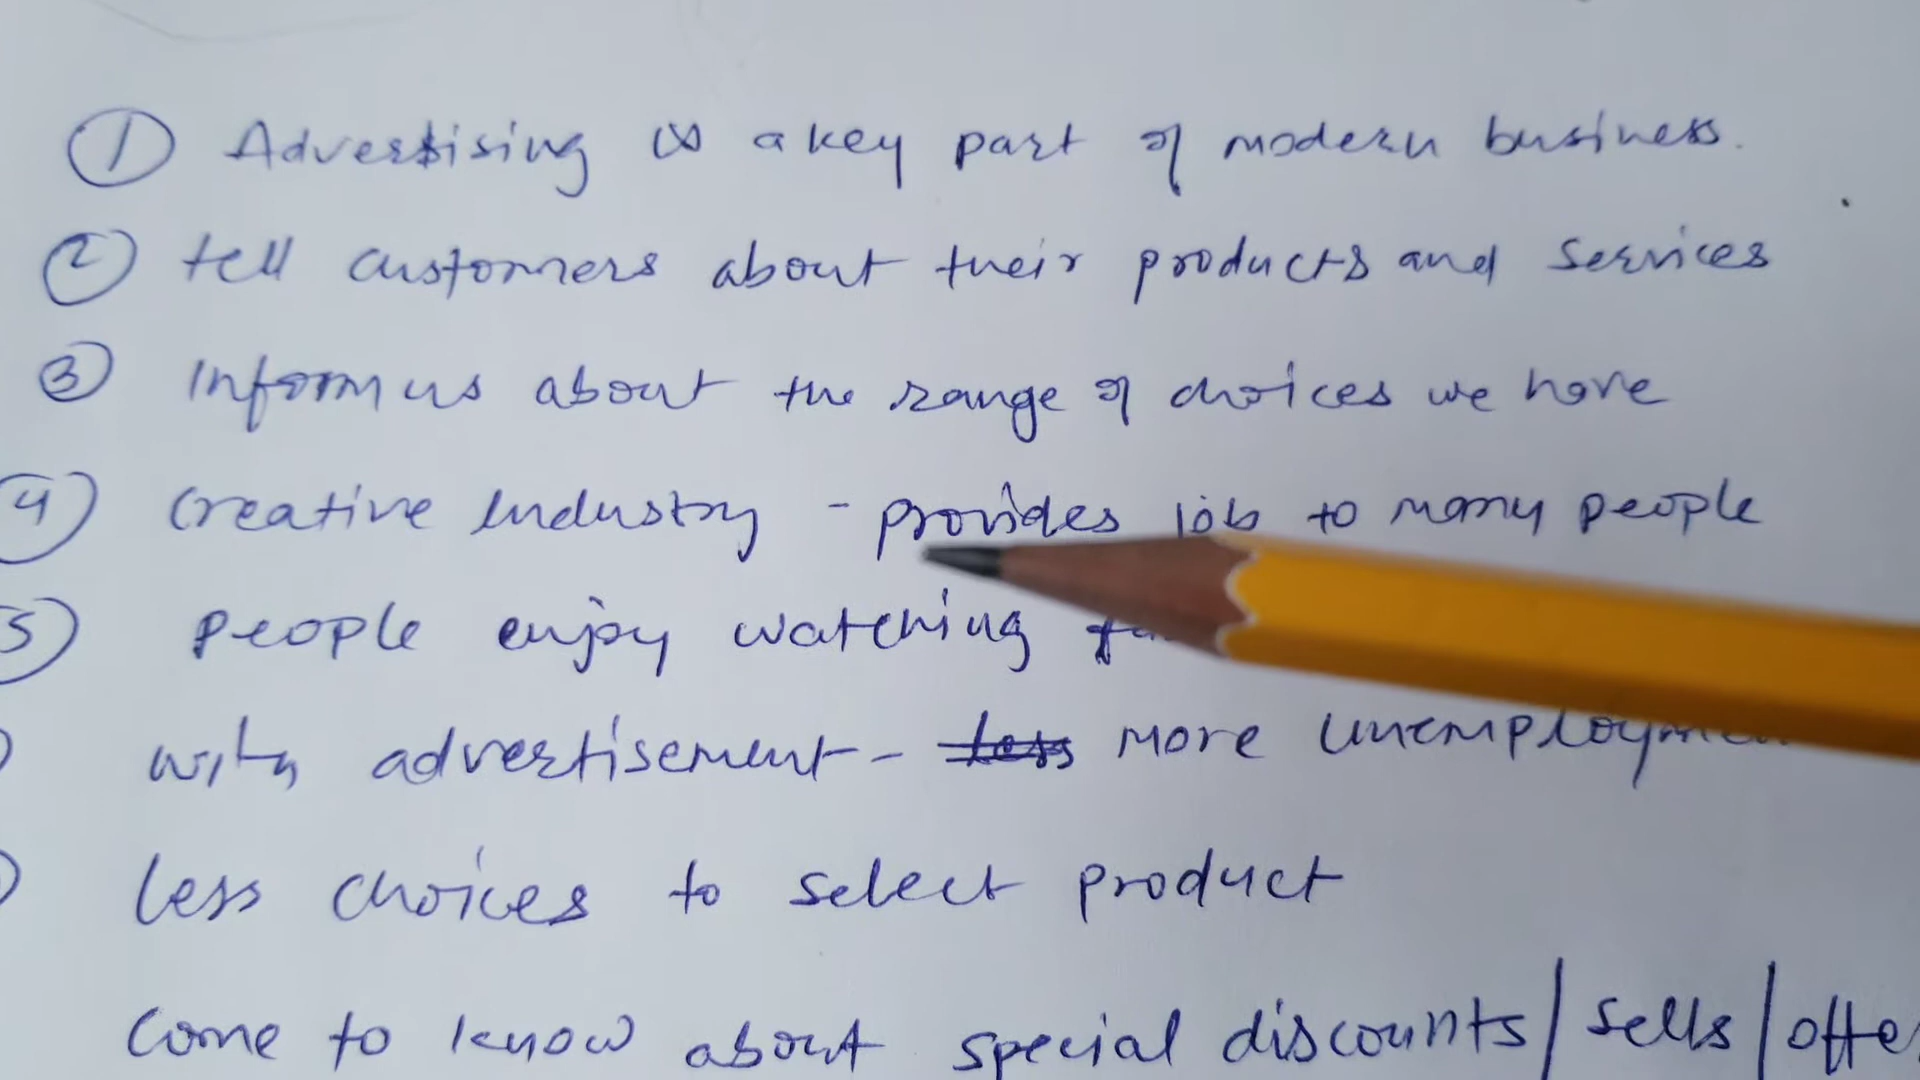 1 Advertising is a key part of modern business.
2 tell customers about their products and services
3 Inform us about the range of choices we have
4 Creative Industry - provides job to many people
5 people enjoy watching
with advertisement - less More unemployment
less choices to select product
Come to know about special discounts/sells/offe